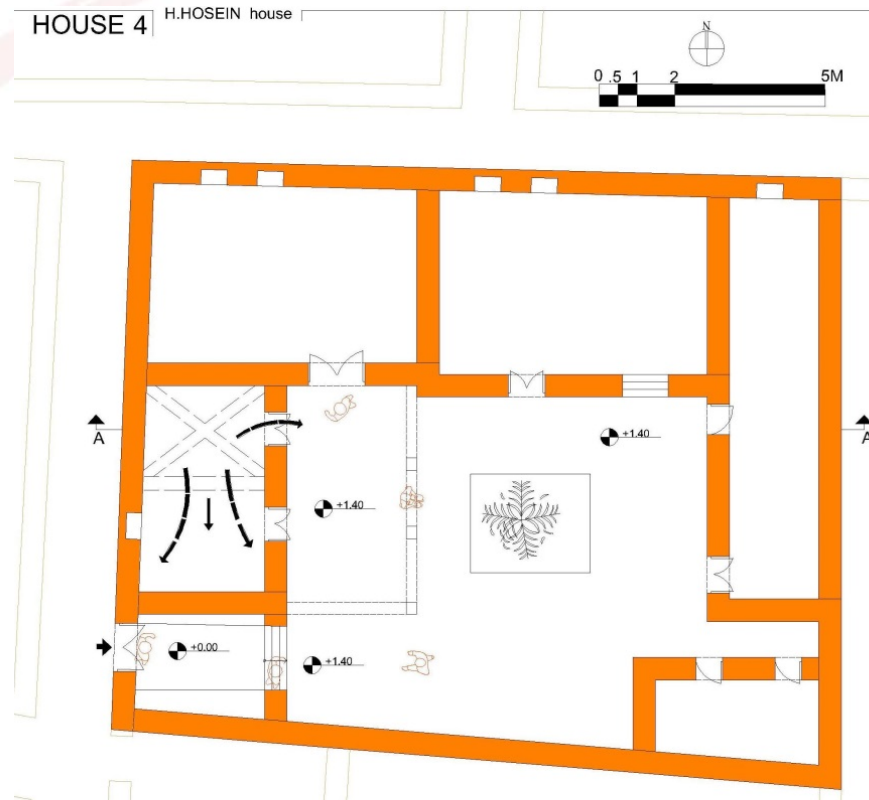 HOUSE 4
H.HOSEIN house
N
0 .5 1 2 5M
+1.40
A
A
+1.40
+0.00
+1.40